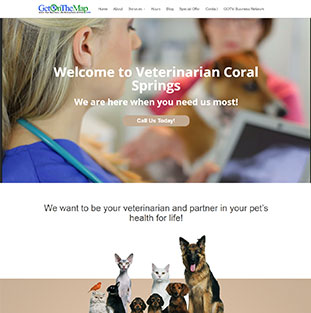 GetOnTheMap
Home About Services Hours Blog Special Offer Contact GOTM Business Network
Welcome to Veterinarian Coral
Springs
We are here when you need us most!
Call Us Today!
We want to be your veterinarian and partner in your pet's
health for life!